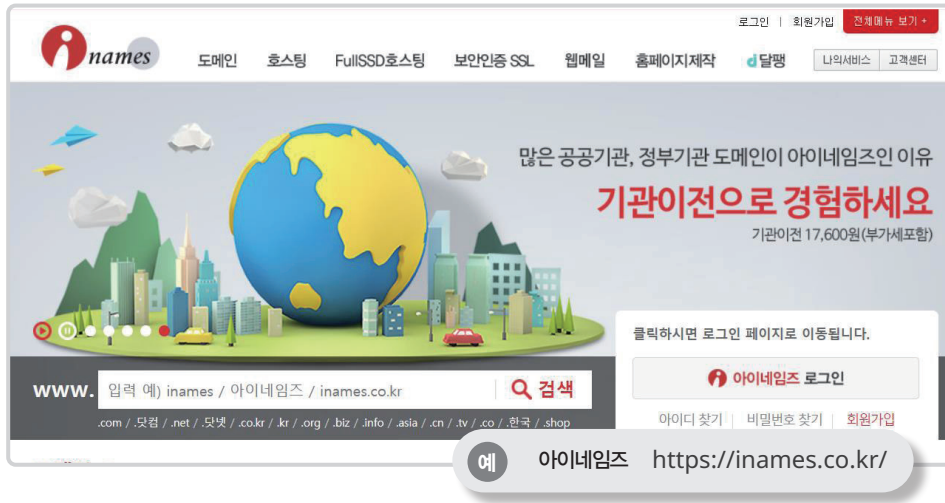 로그인 | 회원가입 전체메뉴 보기 +
inames 도메인 호스팅 FullSSD호스팅 보안인증 SSL 웹메일 홈페이지제작 d달팽 나의서비스 고객센터
많은 공공기관, 정부기관 도메인이 아이네임즈인 이유
기관이전으로 경험하세요
기관이전 17,600원(부가세포함)
클릭하시면 로그인 페이지로 이동됩니다.
아이네임즈 로그인
아이디 찾기 | 비밀번호 찾기 | 회원가입
www. 입력 예) inames / 아이네임즈 / inames.co.kr 검색
.com / .닷컴 / .net / .닷넷 / .co.kr / .kr / .org / .biz / .info / .asia / .cn / .tv / .co / .한국 / .shop
예 아이네임즈 https://inames.co.kr/